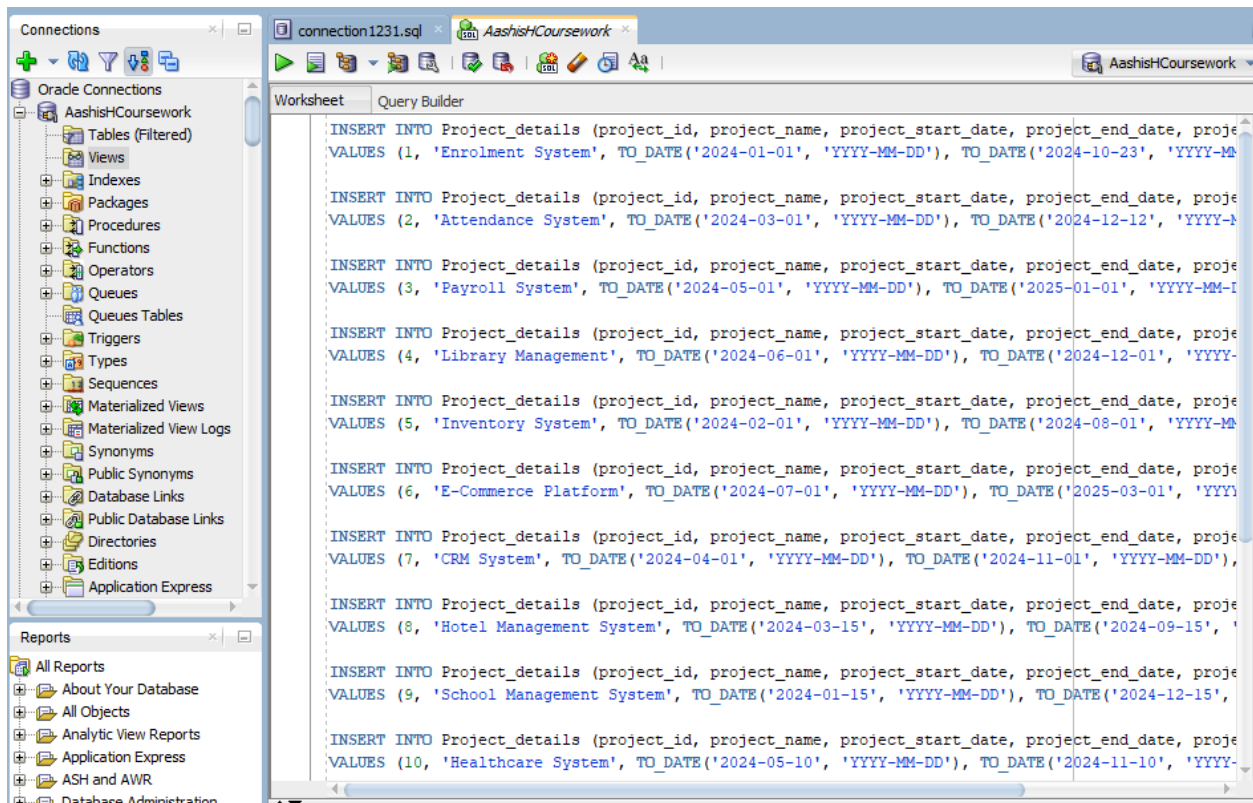 Connections
Oracle Connections
AashisHCoursework
Tables (Filtered)
Views
Indexes
Packages
Procedures
Functions
Operators
Queues
Queues Tables
Triggers
Types
Sequences
Materialized Views
Materialized View Logs
Synonyms
Public Synonyms
Database Links
Public Database Links
Directories
Editions
Application Express
Reports
All Reports
About Your Database
All Objects
Analytic View Reports
Application Express
ASH and AWR
Database Administration
connection1231.sql
AashisHCoursework
AashisHCoursework
Worksheet Query Builder
INSERT INTO Project_details (project_id, project_name, project_start_date, project_end_date, proje
VALUES (1, 'Enrolment System', TO_DATE('2024-01-01', 'YYYY-MM-DD'), TO_DATE('2024-10-23', 'YYYY-MM
INSERT INTO Project_details (project_id, project_name, project_start_date, project_end_date, proje
VALUES (2, 'Attendance System', TO_DATE('2024-03-01', 'YYYY-MM-DD'), TO_DATE('2024-12-12', 'YYYY-M
INSERT INTO Project_details (project_id, project_name, project_start_date, project_end_date, proje
VALUES (3, 'Payroll System', TO_DATE('2024-05-01', 'YYYY-MM-DD'), TO_DATE('2025-01-01', 'YYYY-MM-D
INSERT INTO Project_details (project_id, project_name, project_start_date, project_end_date, proje
VALUES (4, 'Library Management', TO_DATE('2024-06-01', 'YYYY-MM-DD'), TO_DATE('2024-12-01', 'YYYY-
INSERT INTO Project_details (project_id, project_name, project_start_date, project_end_date, proje
VALUES (5, 'Inventory System', TO_DATE('2024-02-01', 'YYYY-MM-DD'), TO_DATE('2024-08-01', 'YYYY-MM
INSERT INTO Project_details (project_id, project_name, project_start_date, project_end_date, proje
VALUES (6, 'E-Commerce Platform', TO_DATE('2024-07-01', 'YYYY-MM-DD'), TO_DATE('2025-03-01', 'YYYY
INSERT INTO Project_details (project_id, project_name, project_start_date, project_end_date, proje
VALUES (7, 'CRM System', TO_DATE('2024-04-01', 'YYYY-MM-DD'), TO_DATE('2024-11-01', 'YYYY-MM-DD'),
INSERT INTO Project_details (project_id, project_name, project_start_date, project_end_date, proje
VALUES (8, 'Hotel Management System', TO_DATE('2024-03-15', 'YYYY-MM-DD'), TO_DATE('2024-09-15', '
INSERT INTO Project_details (project_id, project_name, project_start_date, project_end_date, proje
VALUES (9, 'School Management System', TO_DATE('2024-01-15', 'YYYY-MM-DD'), TO_DATE('2024-12-15',
INSERT INTO Project_details (project_id, project_name, project_start_date, project_end_date, proje
VALUES (10, 'Healthcare System', TO_DATE('2024-05-10', 'YYYY-MM-DD'), TO_DATE('2024-11-10', 'YYYY-